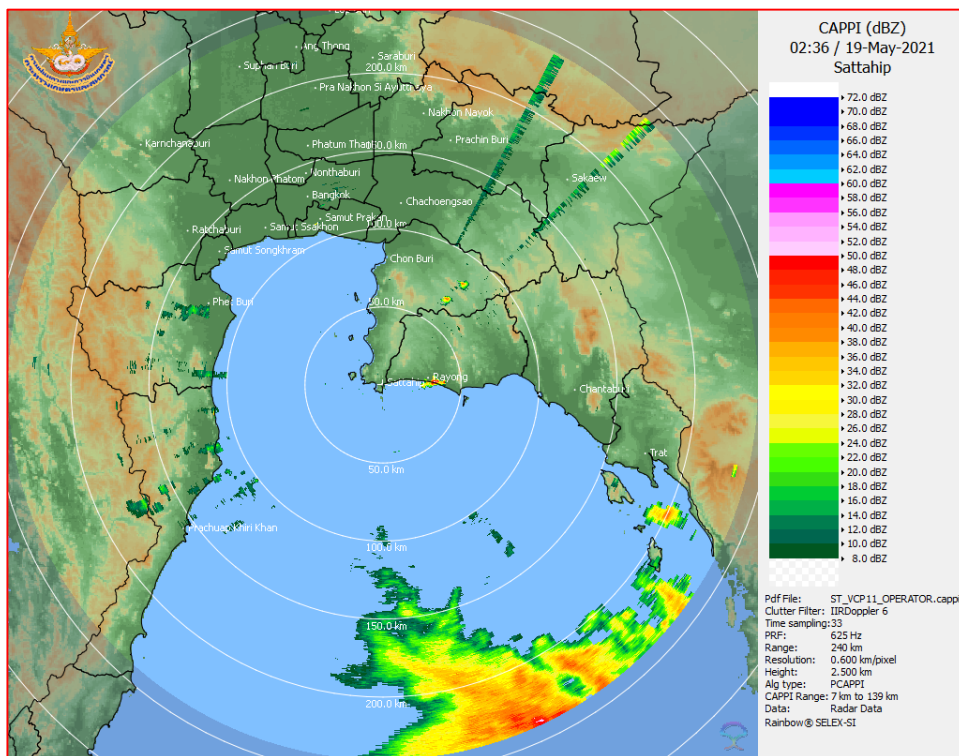 CAPPI (dBZ)
02:36 / 19-May-2021
Sattahip
72.0 dBZ
70.0 dBZ
68.0 dBZ
66.0 dBZ
64.0 dBZ
62.0 dBZ
60.0 dBZ
58.0 dBZ
56.0 dBZ
54.0 dBZ
52.0 dBZ
50.0 dBZ
48.0 dBZ
46.0 dBZ
44.0 dBZ
42.0 dBZ
40.0 dBZ
38.0 dBZ
36.0 dBZ
34.0 dBZ
32.0 dBZ
30.0 dBZ
28.0 dBZ
26.0 dBZ
24.0 dBZ
22.0 dBZ
20.0 dBZ
18.0 dBZ
16.0 dBZ
14.0 dBZ
12.0 dBZ
10.0 dBZ
8.0 dBZ
Pdf File: ST_VCP11_OPERATOR.cappi
Clutter Filter: IIRDoppler 6
Time sampling: 33
PRF: 625 Hz
Range: 240 km
Resolution: 0.600 km/pixel
Height: 2.500 km
Alg type: PCAPPI
CAPPI Range: 7 km to 139 km
Data: Radar Data
Rainbow® SELEX-SI
Ang Thong
Saraburi
Suphan Buri
200.0 km
Pra Nakhon Si Ayutthaya
Nakhon Nayok
Karnchanaburi
Phatum Thani
150.0 km
Prachin Buri
Nonthaburi
Nakhon Phatom
Sakaew
Bangkok
Chachoengsao
Samut Prakan
Ratchaburi
Samut Ssakhon
100.0 km
Samut Songkhram
Chon Buri
Phet Buri
50.0 km
Rayong
Sattahip
Chantaburi
Trat
50.0 km
Prachuap Khiri Khan
100.0 km
150.0 km
200.0 km